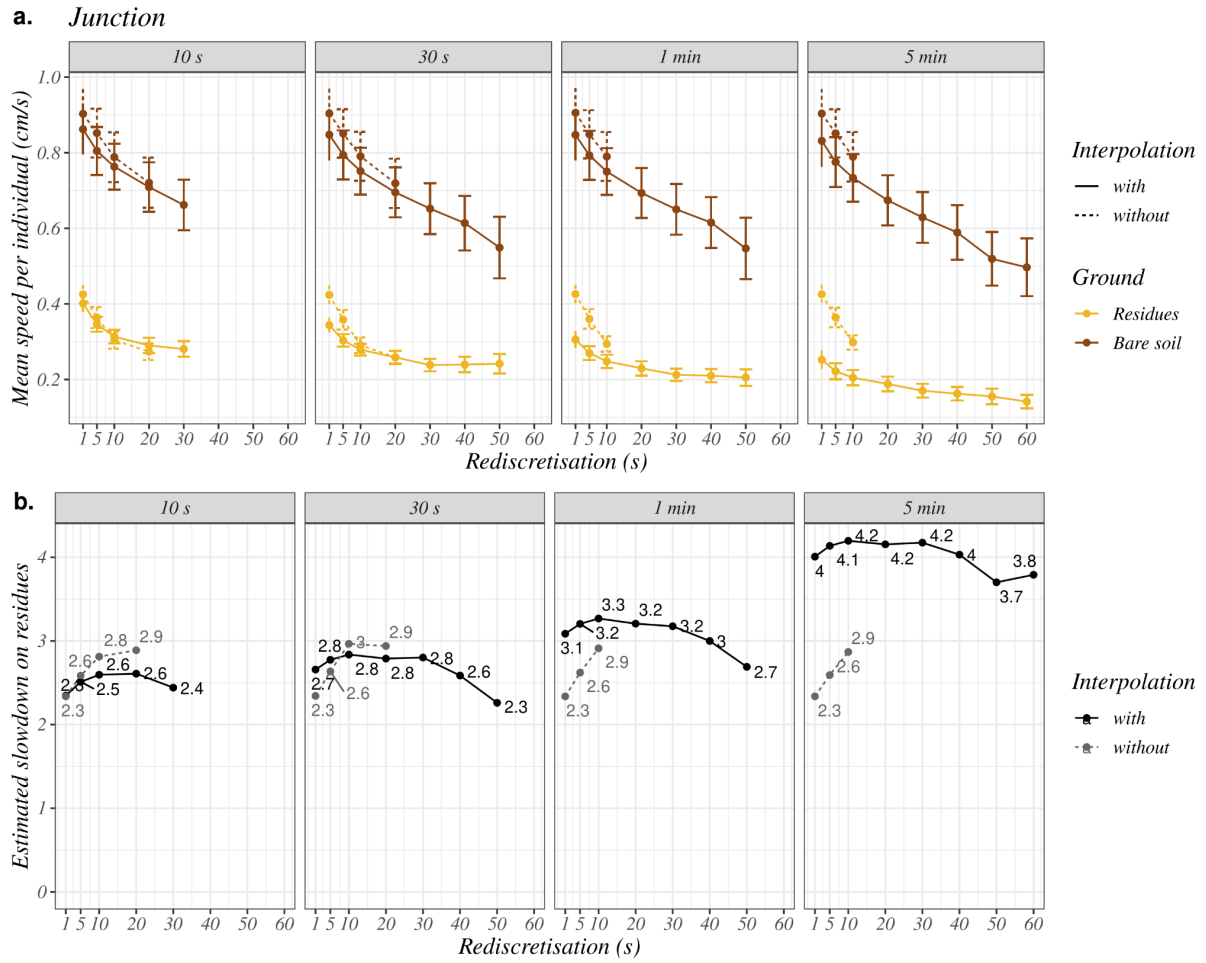 a. Junction
10 s 30 s 1 min 5 min
Mean speed per individual (cm/s)
1.0
0.8
0.6
0.4
0.2
1 5 10 20 30 40 50 60 1 5 10 20 30 40 50 60 1 5 10 20 30 40 50 60 1 5 10 20 30 40 50 60
Rediscretisation (s)
Interpolation
with
without
Ground
Residues
Bare soil
b.
10 s 30 s 1 min 5 min
Estimated slowdown on residues
4
3
2
1
0
2.3 2.6 2.8 2.9
2.5 2.6 2.6 2.4
2.3 2.6 3 2.9
2.7 2.8 2.8 2.8 2.8 2.6 2.3
2.3 2.6 2.9
3.1 3.2 3.3 3.2 3.2 3 2.7
2.3 2.6 2.9
4 4.1 4.2 4.2 4.2 4 3.7 3.8
1 5 10 20 30 40 50 60 1 5 10 20 30 40 50 60 1 5 10 20 30 40 50 60 1 5 10 20 30 40 50 60
Rediscretisation (s)
Interpolation
with
without